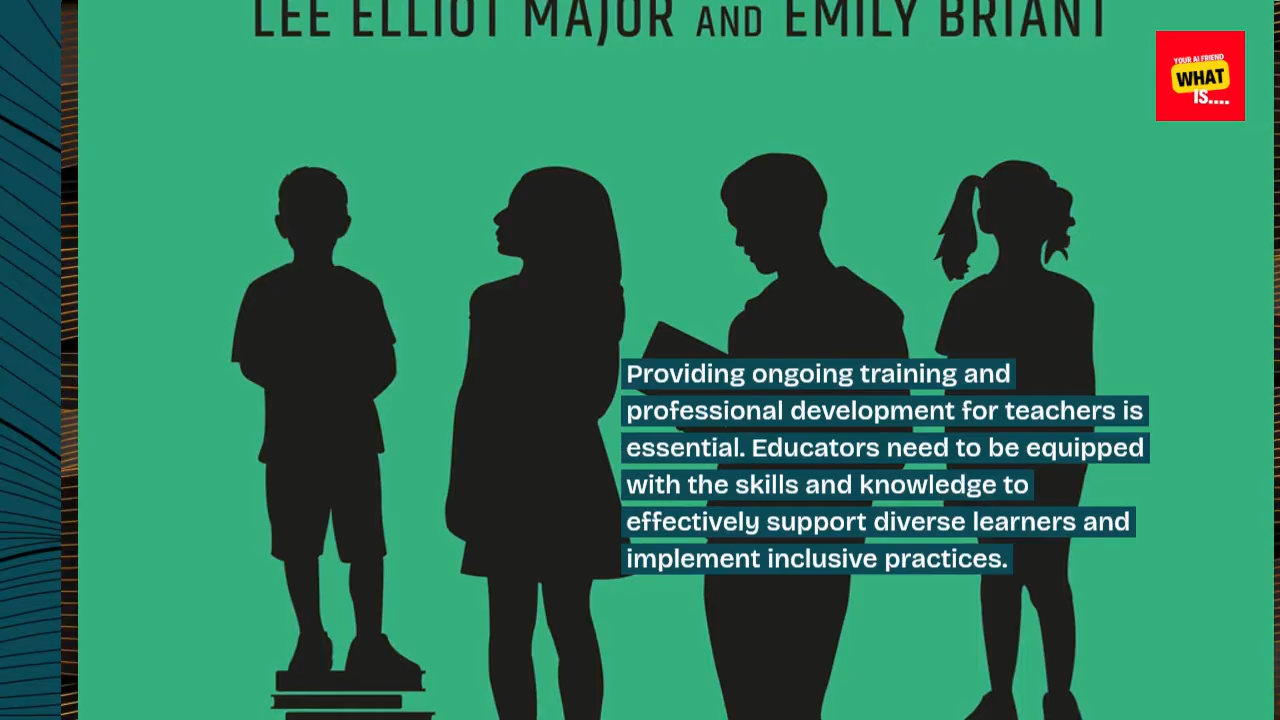 LEE ELLIOT MAJOR AND EMILY BRIANT
YOUR AI FRIEND
WHAT
IS....
Providing ongoing training and
professional development for teachers is
essential. Educators need to be equipped
with the skills and knowledge to
effectively support diverse learners and
implement inclusive practices.